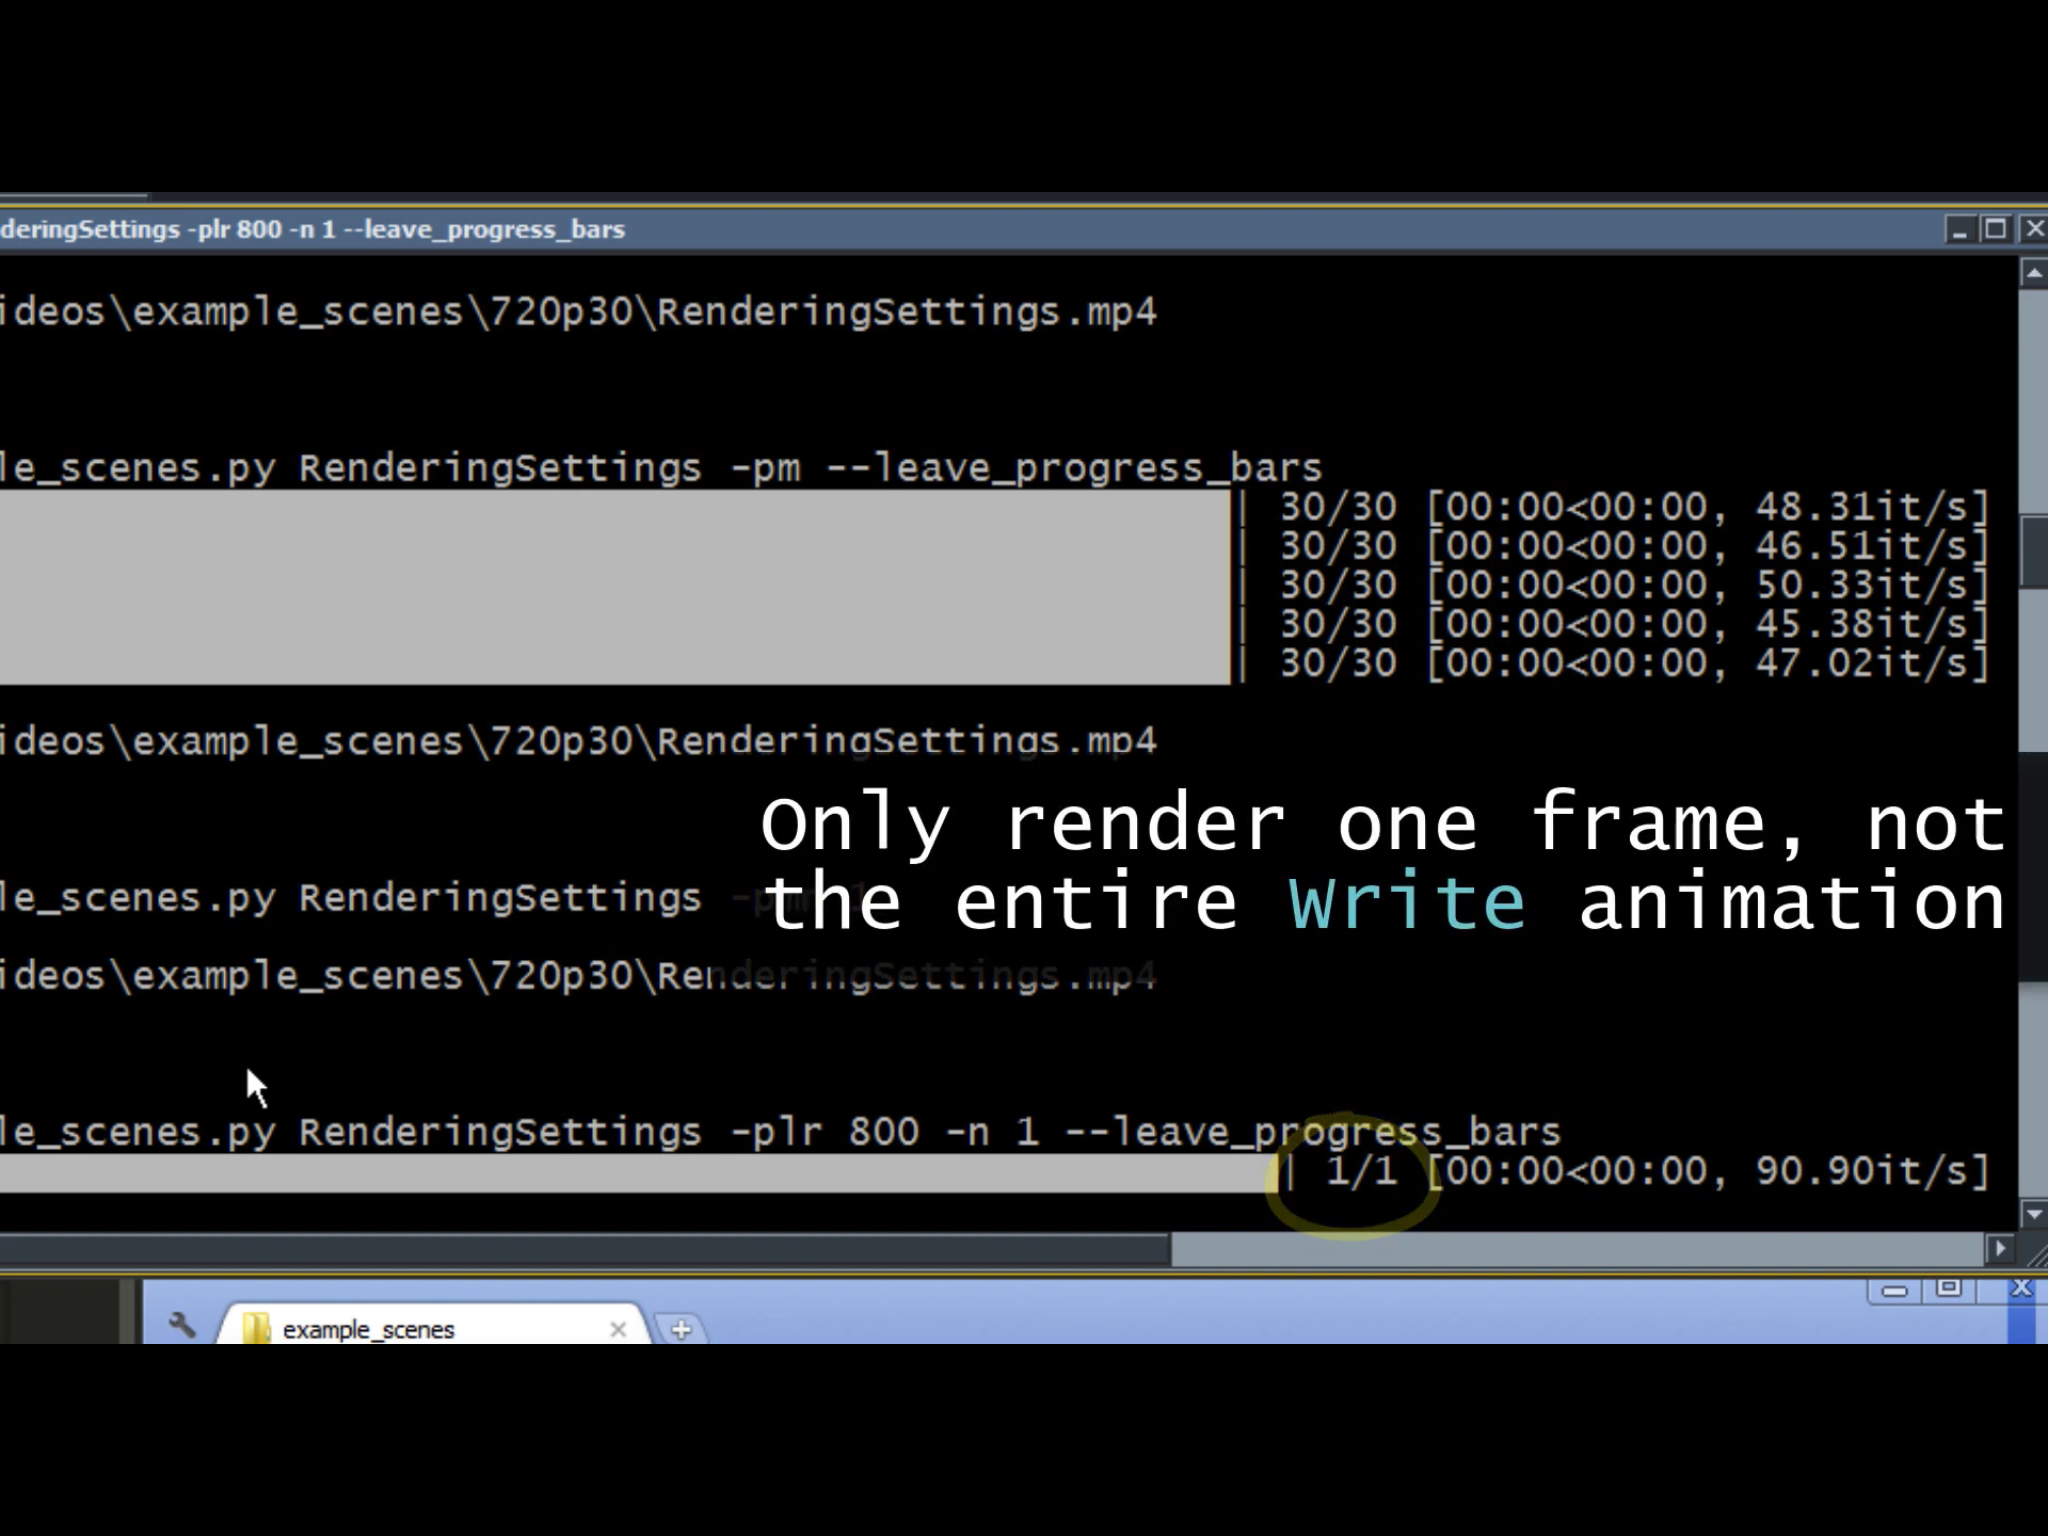 deringSettings -plr 800 -n 1 --leave_progress_bars
ideos\example_scenes\720p30\RenderingSettings.mp4
le_scenes.py RenderingSettings -pm --leave_progress_bars
| 30/30 [00:00<00:00, 48.31it/s]
| 30/30 [00:00<00:00, 46.51it/s]
| 30/30 [00:00<00:00, 50.33it/s]
| 30/30 [00:00<00:00, 45.38it/s]
| 30/30 [00:00<00:00, 47.02it/s]
ideos\example_scenes\720p30\RenderingSettings.mp4
Only render one frame, not
the entire Write animation
le_scenes.py RenderingSettings
ideos\example_scenes\720p30\RenderingSettings.mp4
le_scenes.py RenderingSettings -plr 800 -n 1 --leave_progress_bars
| 1/1 [00:00<00:00, 90.90it/s]
example_scenes